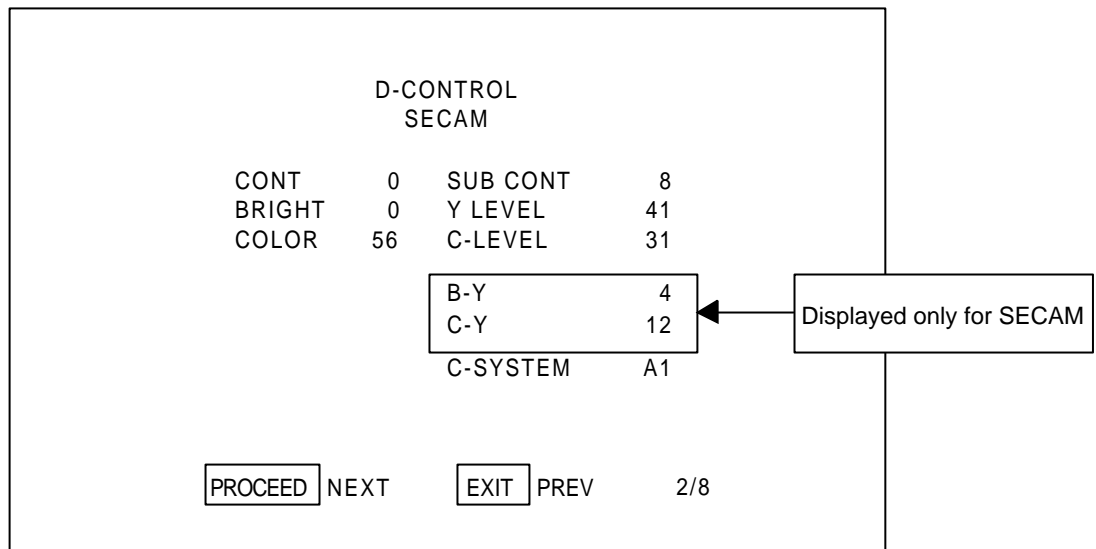 D-CONTROL
SECAM
CONT 0 SUB CONT 8
BRIGHT 0 Y LEVEL 41
COLOR 56 C-LEVEL 31
B-Y 4
C-Y 12
Displayed only for SECAM
C-SYSTEM A1
PROCEED NEXT EXIT PREV 2/8